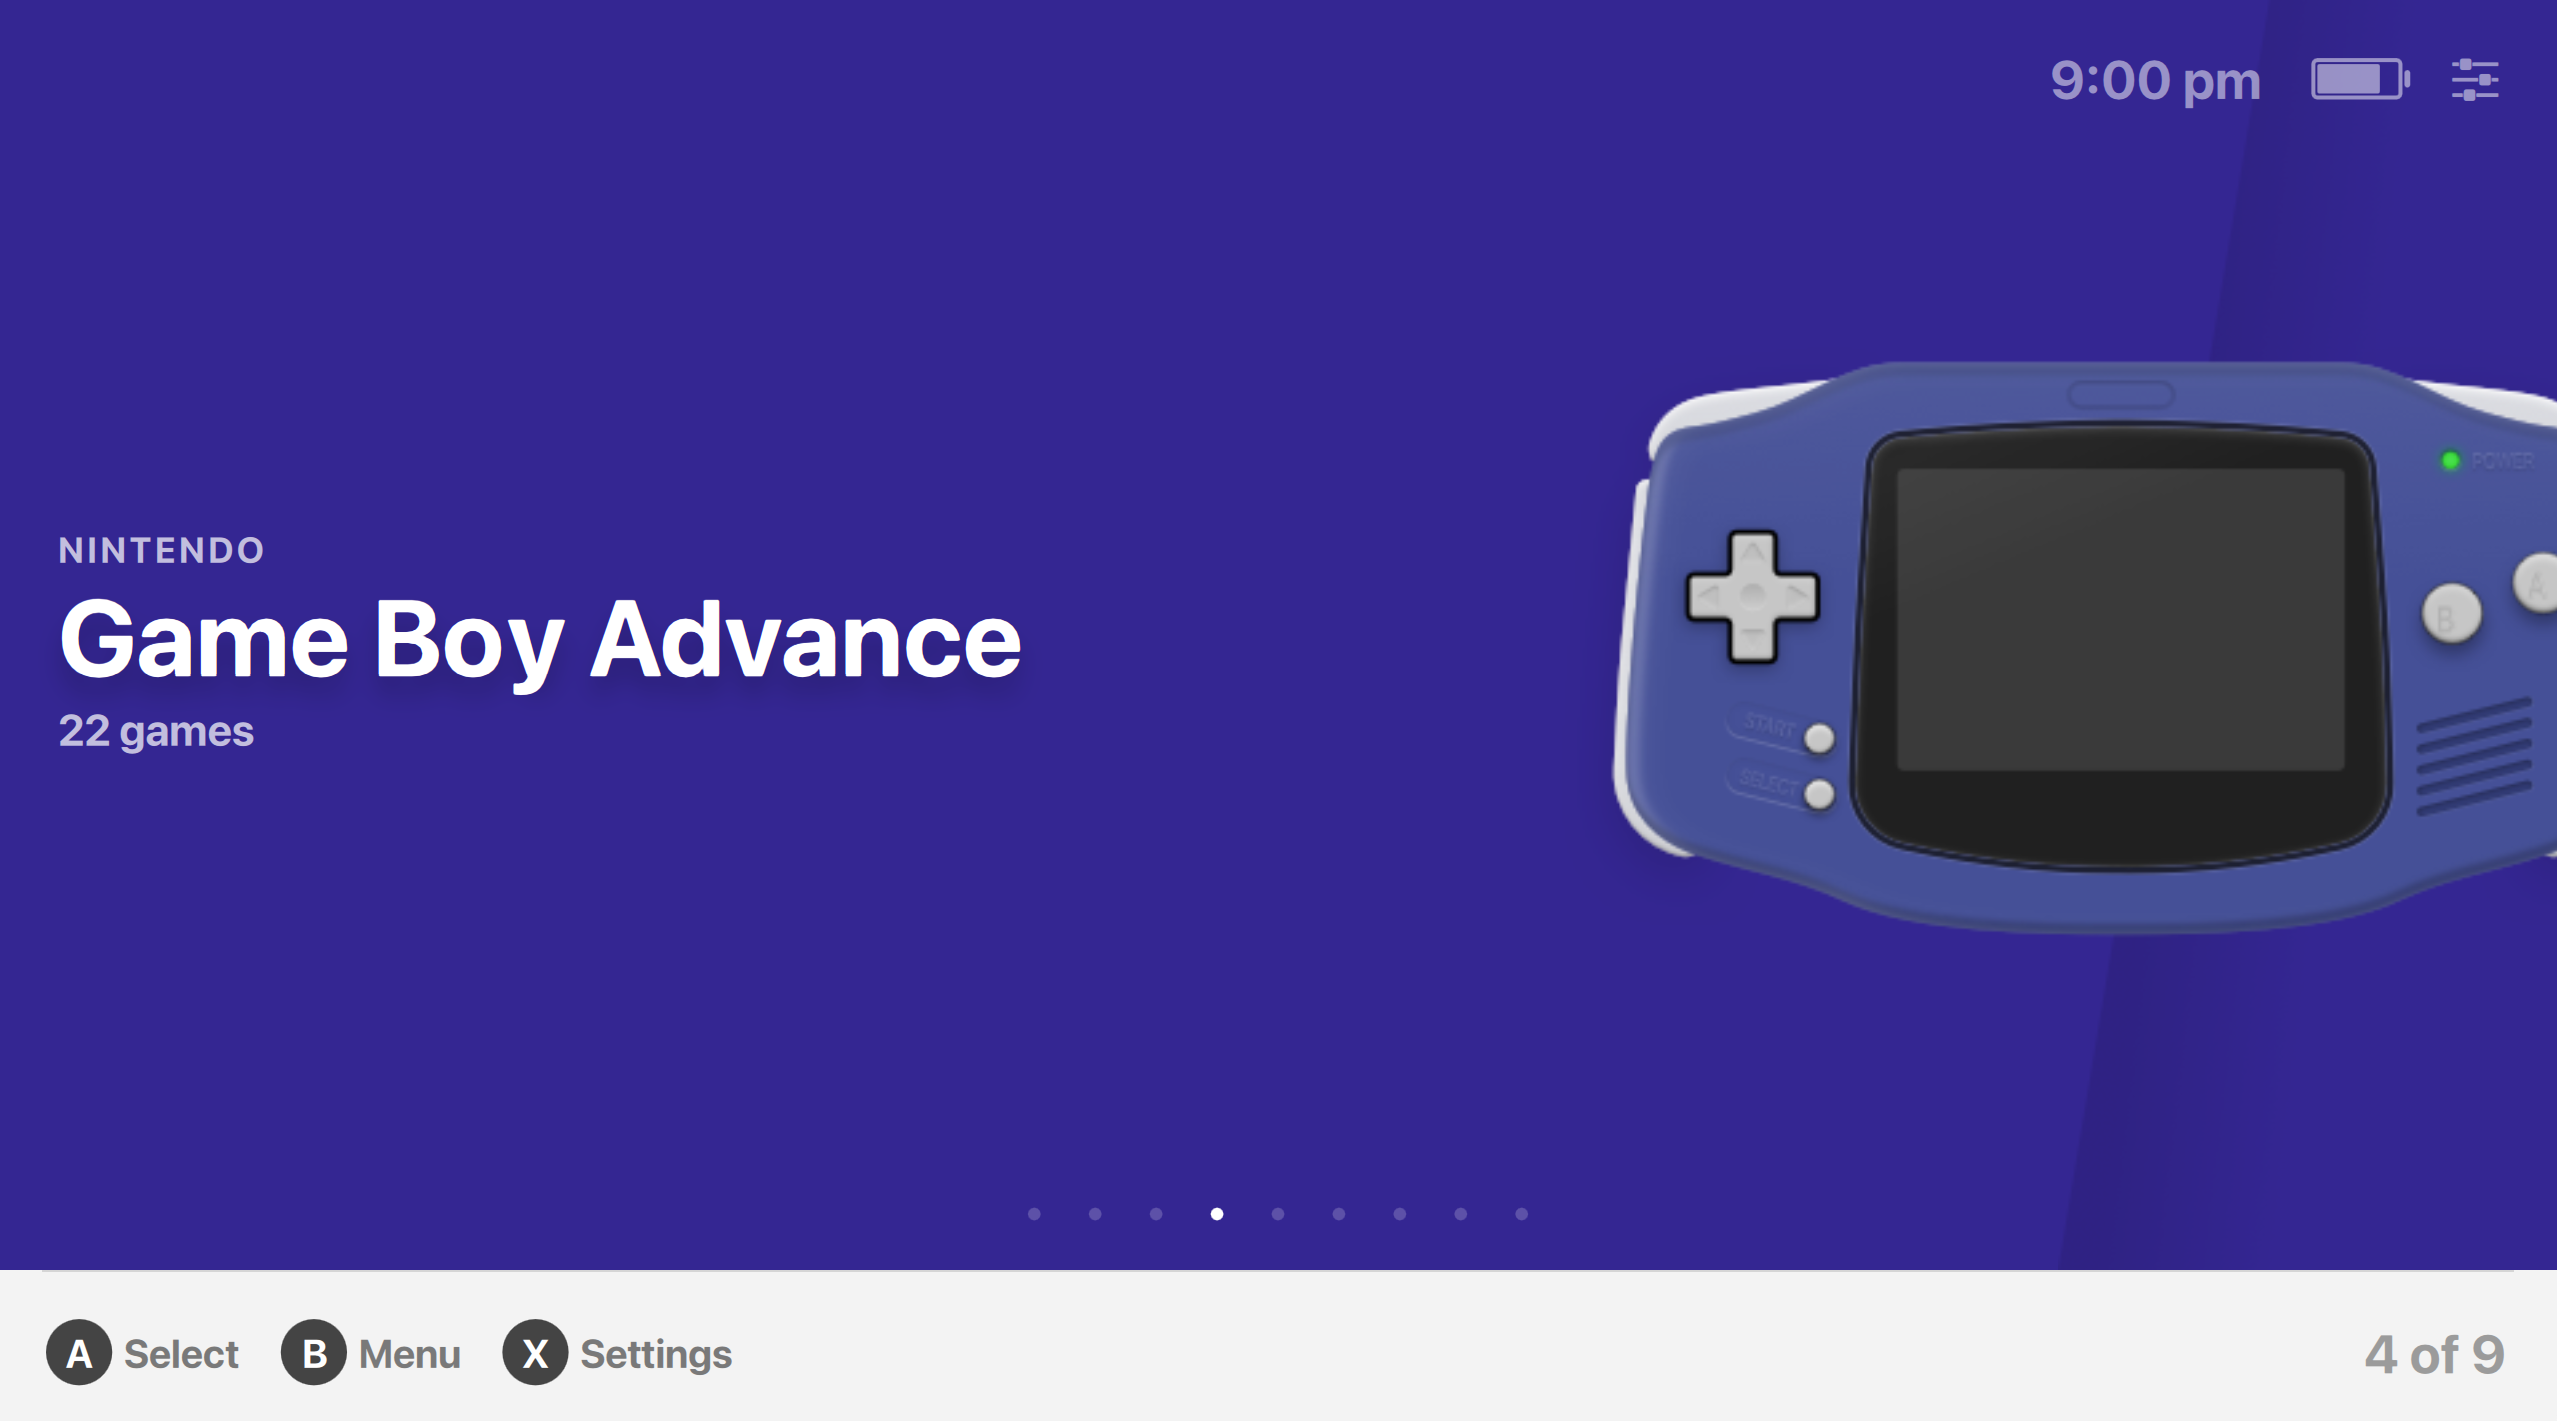 9:00 pm
NINTENDO
Game Boy Advance
22 games
POWER
A
B
START
SELECT
A Select B Menu X Settings
4 of 9